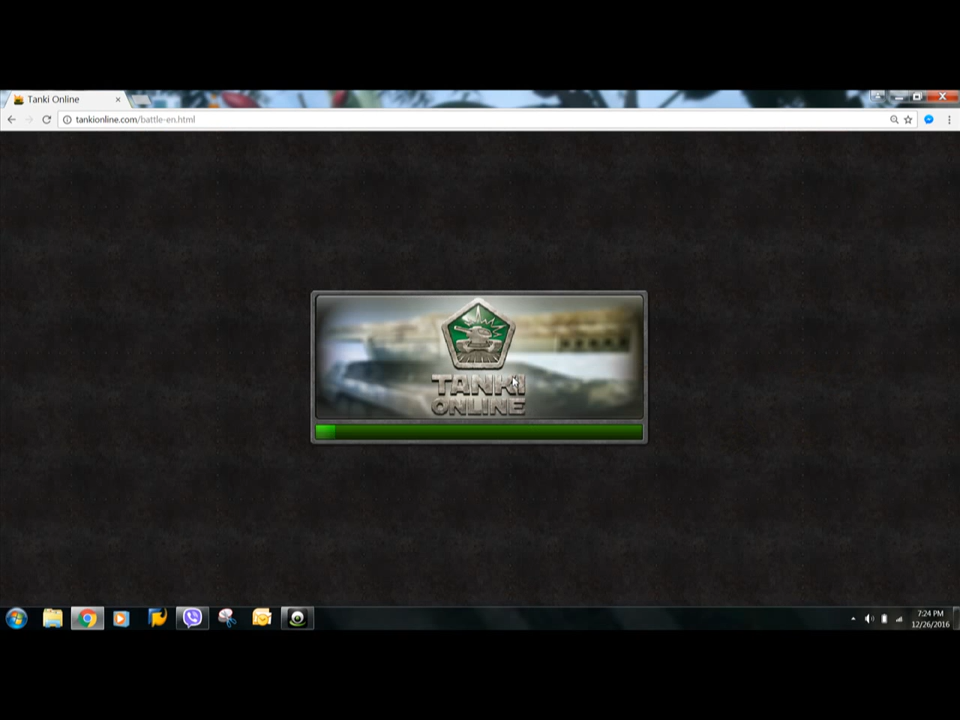 Tanki Online
tankionline.com/battle-en.html
TANKI
ONLINE
7:24 PM
12/26/2016